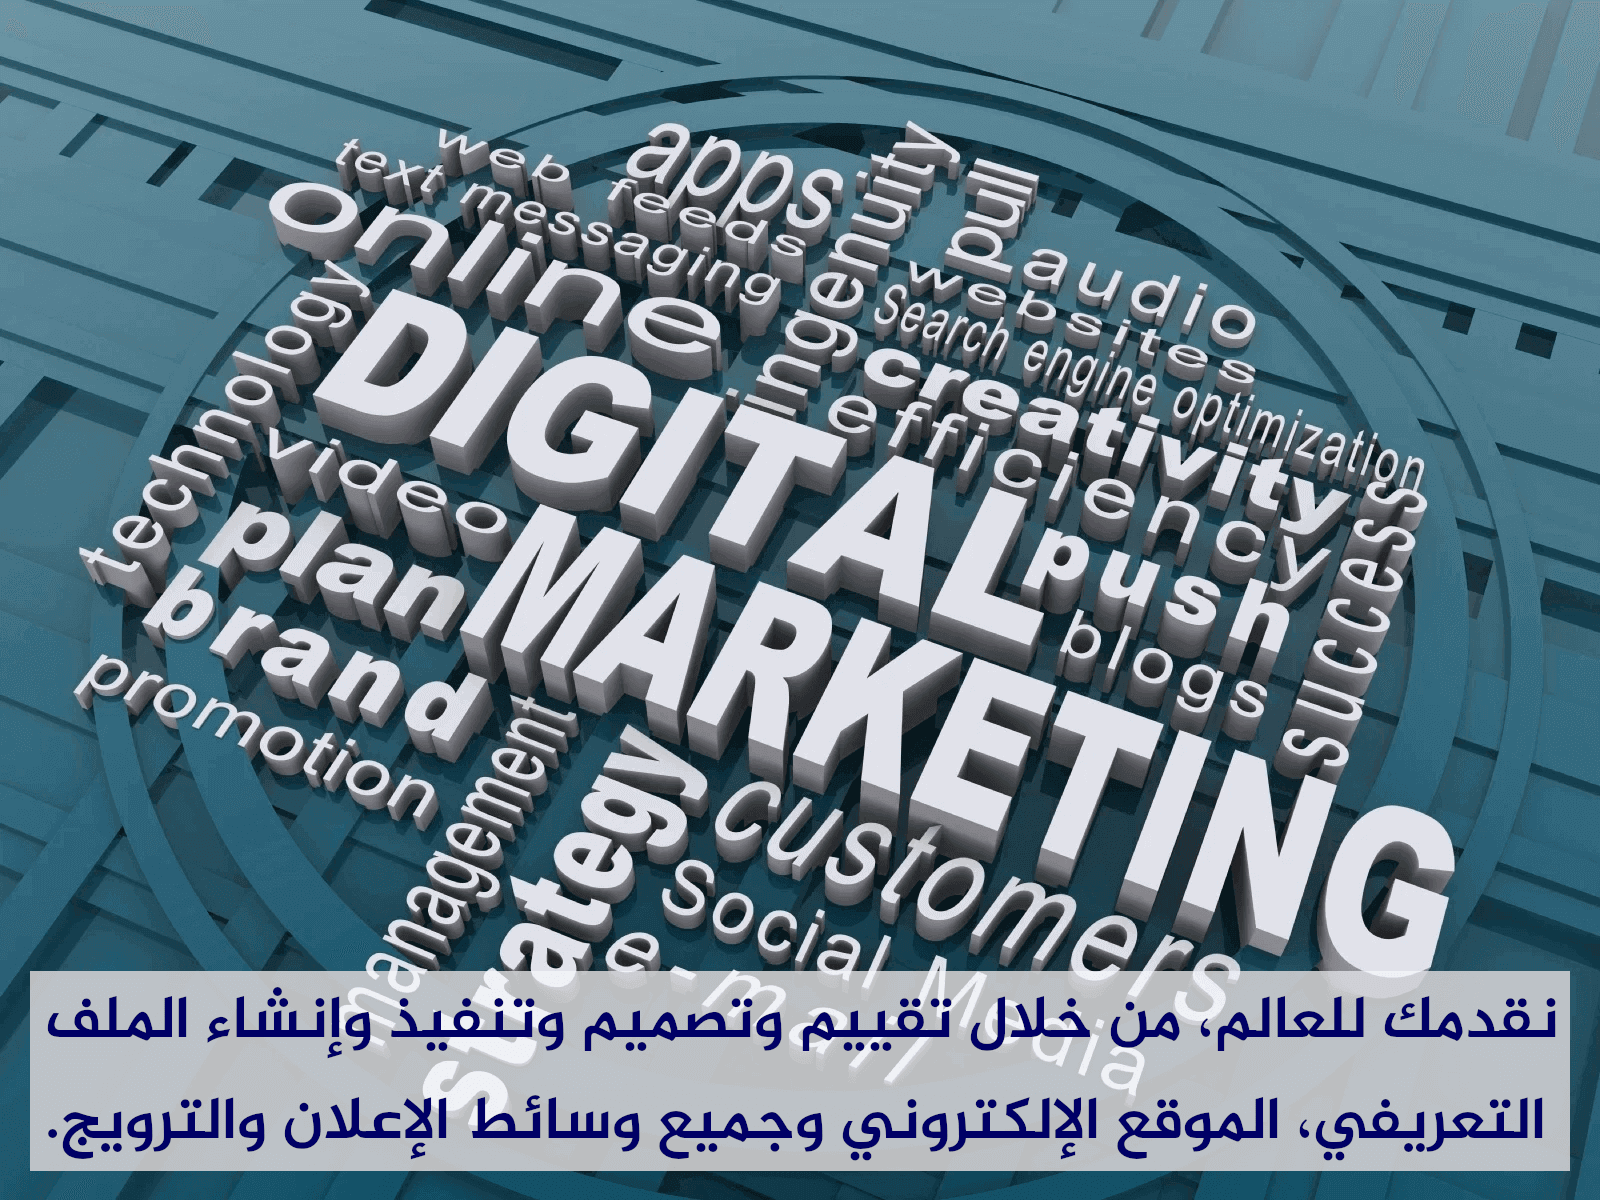 apps
ingenuity
pull
web feeds
text messaging
audio
online
websites
Search engine optimization
technology
creativity
DIGITAL
efficiency
video
push
success
plan
MARKETING
blogs
brand
promotion
management
strategy
customers
Social Media
e-mail
نقدمك للعالم، من خلال تقييم وتصميم وتنفيذ وإنشاء الملف
التعريفي، الموقع الإلكتروني وجميع وسائط الإعلان والترويج.